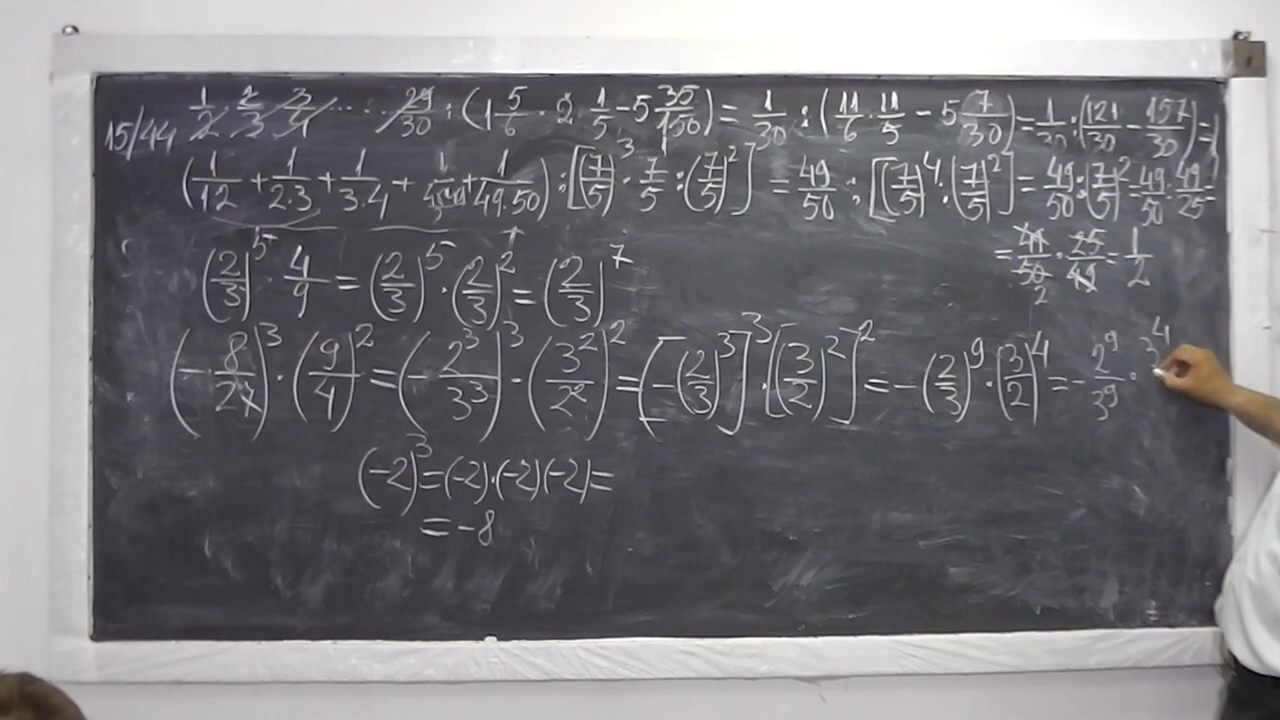 15/44 1/2 · 2/3 · 3/4 · ... · 29/30 : (1 5/6 · 2 · 1/5 - 5 35/150) = 1/30 : (11/6 · 11/5 - 5 7/30) = 1/30 : (121/30 - 157/30) =
(1/12 + 1/2·3 + 1/3·4 + + 1/49·50) : [(7/5)^3 · 7/5 : (7/5)^2] = 49/50 : [(7/5)^4 : (7/5)^2] = 49/50 : (7/5)^2 = 49/50 : 49/25 =
= 49/50 · 25/49 = 1/2
(2/3)^5 · 4/9 = (2/3)^5 · (2/3)^2 = (2/3)^7
(- 8/27)^3 · (9/4)^2 = (- 2^3/3^3)^3 · (3^2/2^2)^2 = [-(2/3)^3]^3 · [(3/2)^2]^2 = -(2/3)^9 · (3/2)^4 = - 2^9/3^9 · 3^4
(-2)^3 = (-2)·(-2)(-2) =
= -8